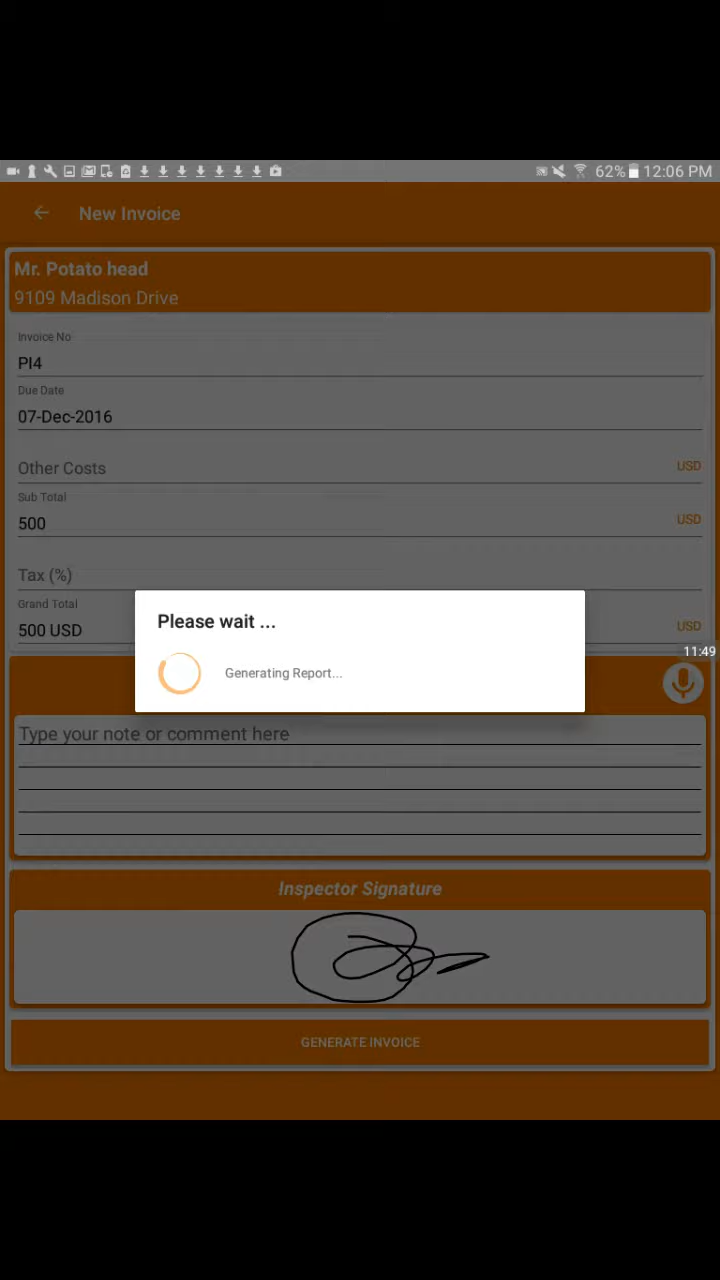 62% 12:06 PM
New Invoice
Mr. Potato head
9109 Madison Drive
Invoice No
PI4
Due Date
07-Dec-2016
Other Costs USD
Sub Total
500 USD
Tax (%)
Grand Total
500 USD USD
Please wait ...
Generating Report...
11:49
Type your note or comment here
Inspector Signature
GENERATE INVOICE